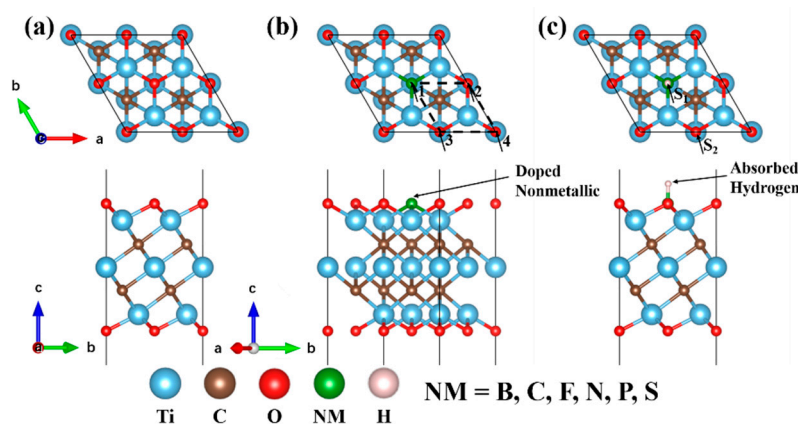 (a)
(b)
(c)
b
a
1
2
3
4
S1
S2
Doped
Nonmetallic
Absorbed
Hydrogen
c
a
b
c
a
b
Ti
C
O
NM
H
NM = B, C, F, N, P, S